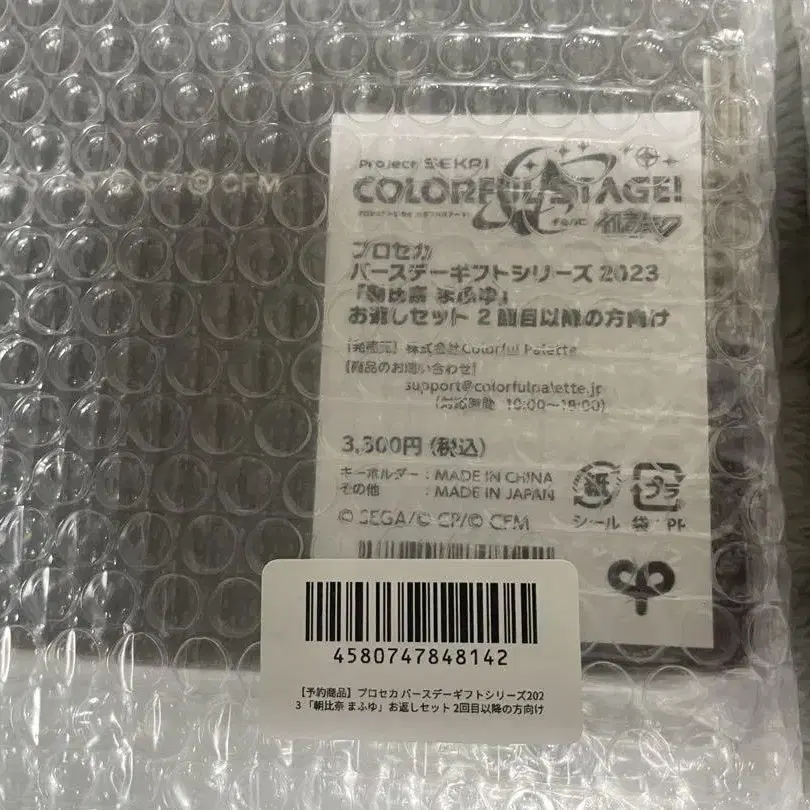 © CP/© CFM
Project SEKAI
COLORFUL STAGE!
feat. 初音ミク
プロセカ
バースデーギフトシリーズ 2023
「朝比奈 まふゆ」
お返しセット 2 回目以降の方向け
【発売元】 株式会社Colorful Palette
【商品のお問い合わせ】
support@colorfulpalette.jp
(対応時間 10:00~18:00)
3,300円 (税込)
キーホルダー : MADE IN CHINA
その他 : MADE IN JAPAN
紙 プラ
シール 袋:PP
© SEGA/© CP/© CFM
4580747848142
【予約商品】プロセカ バースデーギフトシリーズ202
3 「朝比奈 まふゆ」お返しセット 2回目以降の方向け